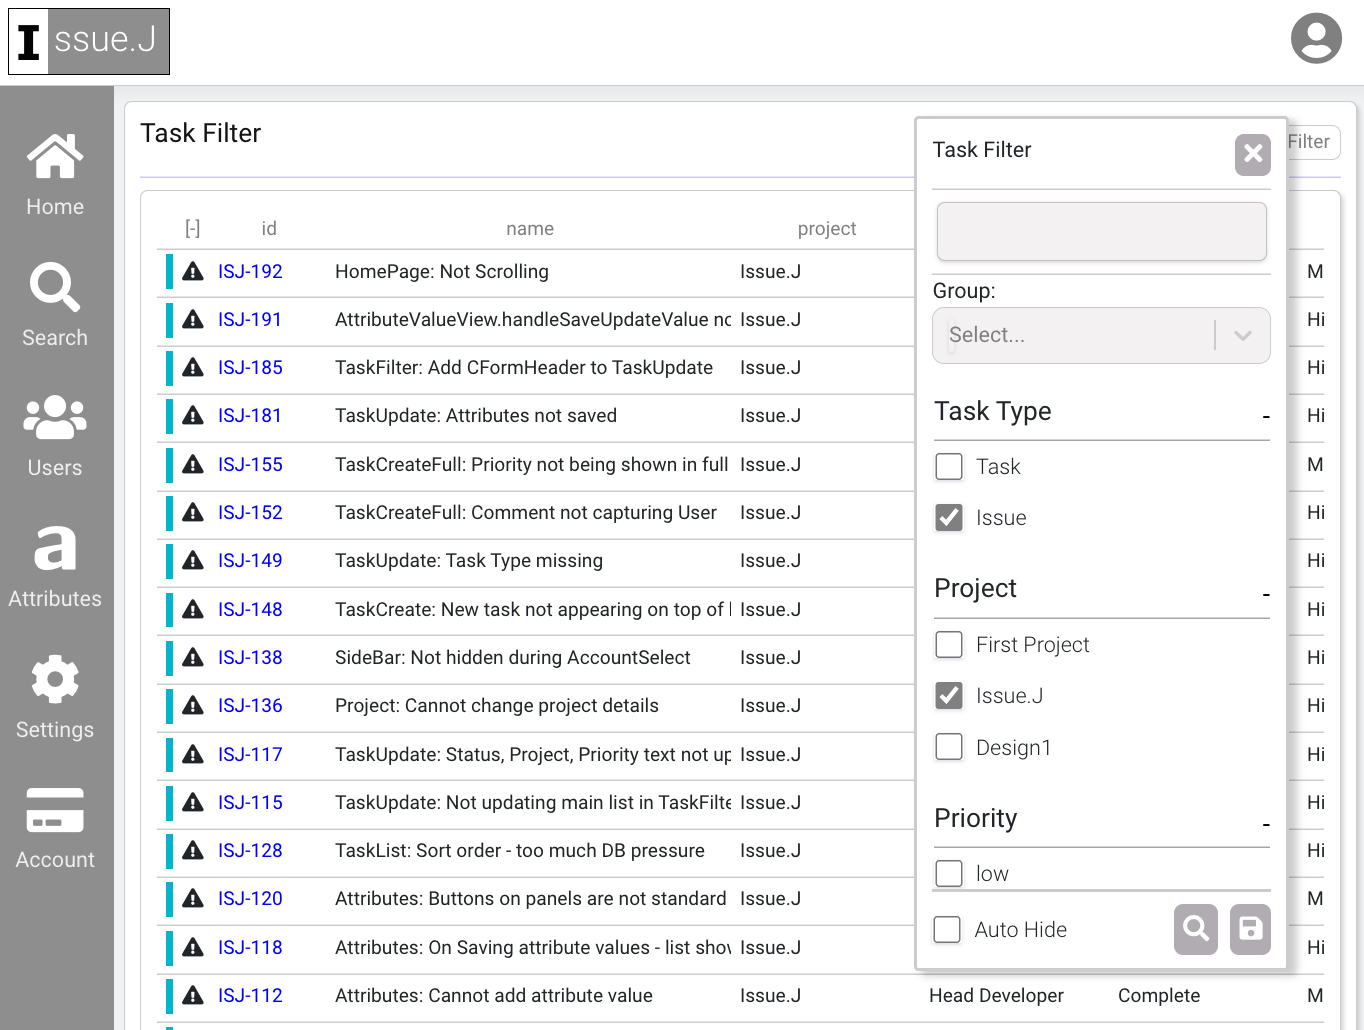 Issue.J
Home
Search
Users
Attributes
Settings
Account
Task Filter
Filter
[-] id name project
ISJ-192 HomePage: Not Scrolling Issue.J M
ISJ-191 AttributeValueView.handleSaveUpdateValue Issue.J Hi
ISJ-185 TaskFilter: Add CFormHeader to TaskUpdate Issue.J Hi
ISJ-181 TaskUpdate: Attributes not saved Issue.J Hi
ISJ-155 TaskCreateFull: Priority not being shown in full Issue.J M
ISJ-152 TaskCreateFull: Comment not capturing User Issue.J Hi
ISJ-149 TaskUpdate: Task Type missing Issue.J Hi
ISJ-148 TaskCreate: New task not appearing on top of Issue.J Hi
ISJ-138 SideBar: Not hidden during AccountSelect Issue.J Hi
ISJ-136 Project: Cannot change project details Issue.J Hi
ISJ-117 TaskUpdate: Status, Project, Priority text not Issue.J Hi
ISJ-115 TaskUpdate: Not updating main list in Issue.J Hi
ISJ-128 TaskList: Sort order - too much DB pressure Issue.J Hi
ISJ-120 Attributes: Buttons on panels are not standard Issue.J M
ISJ-118 Attributes: On Saving attribute values - list Issue.J Hi
ISJ-112 Attributes: Cannot add attribute value Issue.J Head Developer Complete M
Task Filter
Group:
Select...
Task Type -
Task
Issue
Project -
First Project
Issue.J
Design1
Priority -
low
Auto Hide